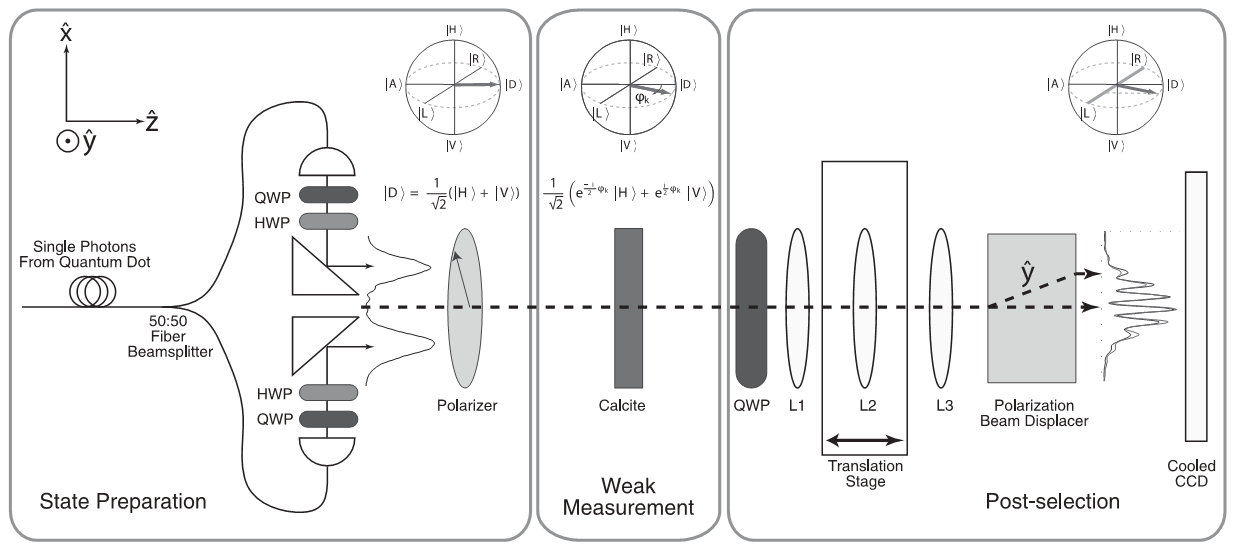 x̂
ẑ
ŷ
Single Photons
From Quantum Dot
50:50
Fiber
Beamsplitter
QWP
HWP
HWP
QWP
|H⟩
|R⟩
|A⟩
|D⟩
|L⟩
|V⟩
|D⟩ = 1/√2 (|H⟩ + |V⟩)
Polarizer
State Preparation
|H⟩
|R⟩
|A⟩
|D⟩
φk
|L⟩
|V⟩
1/√2 (e^(-i/2 φk) |H⟩ + e^(i/2 φk) |V⟩)
Calcite
Weak
Measurement
|H⟩
|R⟩
|A⟩
|D⟩
|L⟩
|V⟩
ŷ
QWP
L1
L2
L3
Polarization
Beam Displacer
Translation
Stage
Cooled
CCD
Post-selection